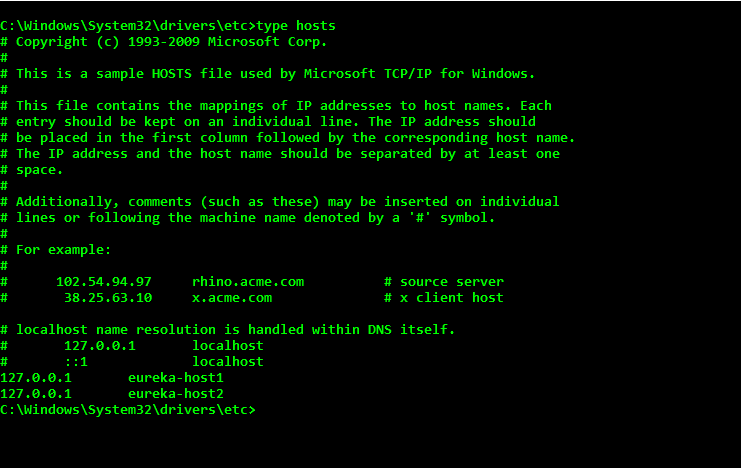 C:\Windows\System32\drivers\etc>type hosts
# Copyright (c) 1993-2009 Microsoft Corp.
#
# This is a sample HOSTS file used by Microsoft TCP/IP for Windows.
#
# This file contains the mappings of IP addresses to host names. Each
# entry should be kept on an individual line. The IP address should
# be placed in the first column followed by the corresponding host name.
# The IP address and the host name should be separated by at least one
# space.
#
# Additionally, comments (such as these) may be inserted on individual
# lines or following the machine name denoted by a '#' symbol.
#
# For example:
#
#      102.54.94.97     rhino.acme.com          # source server
#       38.25.63.10     x.acme.com              # x client host

# localhost name resolution is handled within DNS itself.
#       127.0.0.1       localhost
#       ::1             localhost
127.0.0.1       eureka-host1
127.0.0.1       eureka-host2
C:\Windows\System32\drivers\etc>